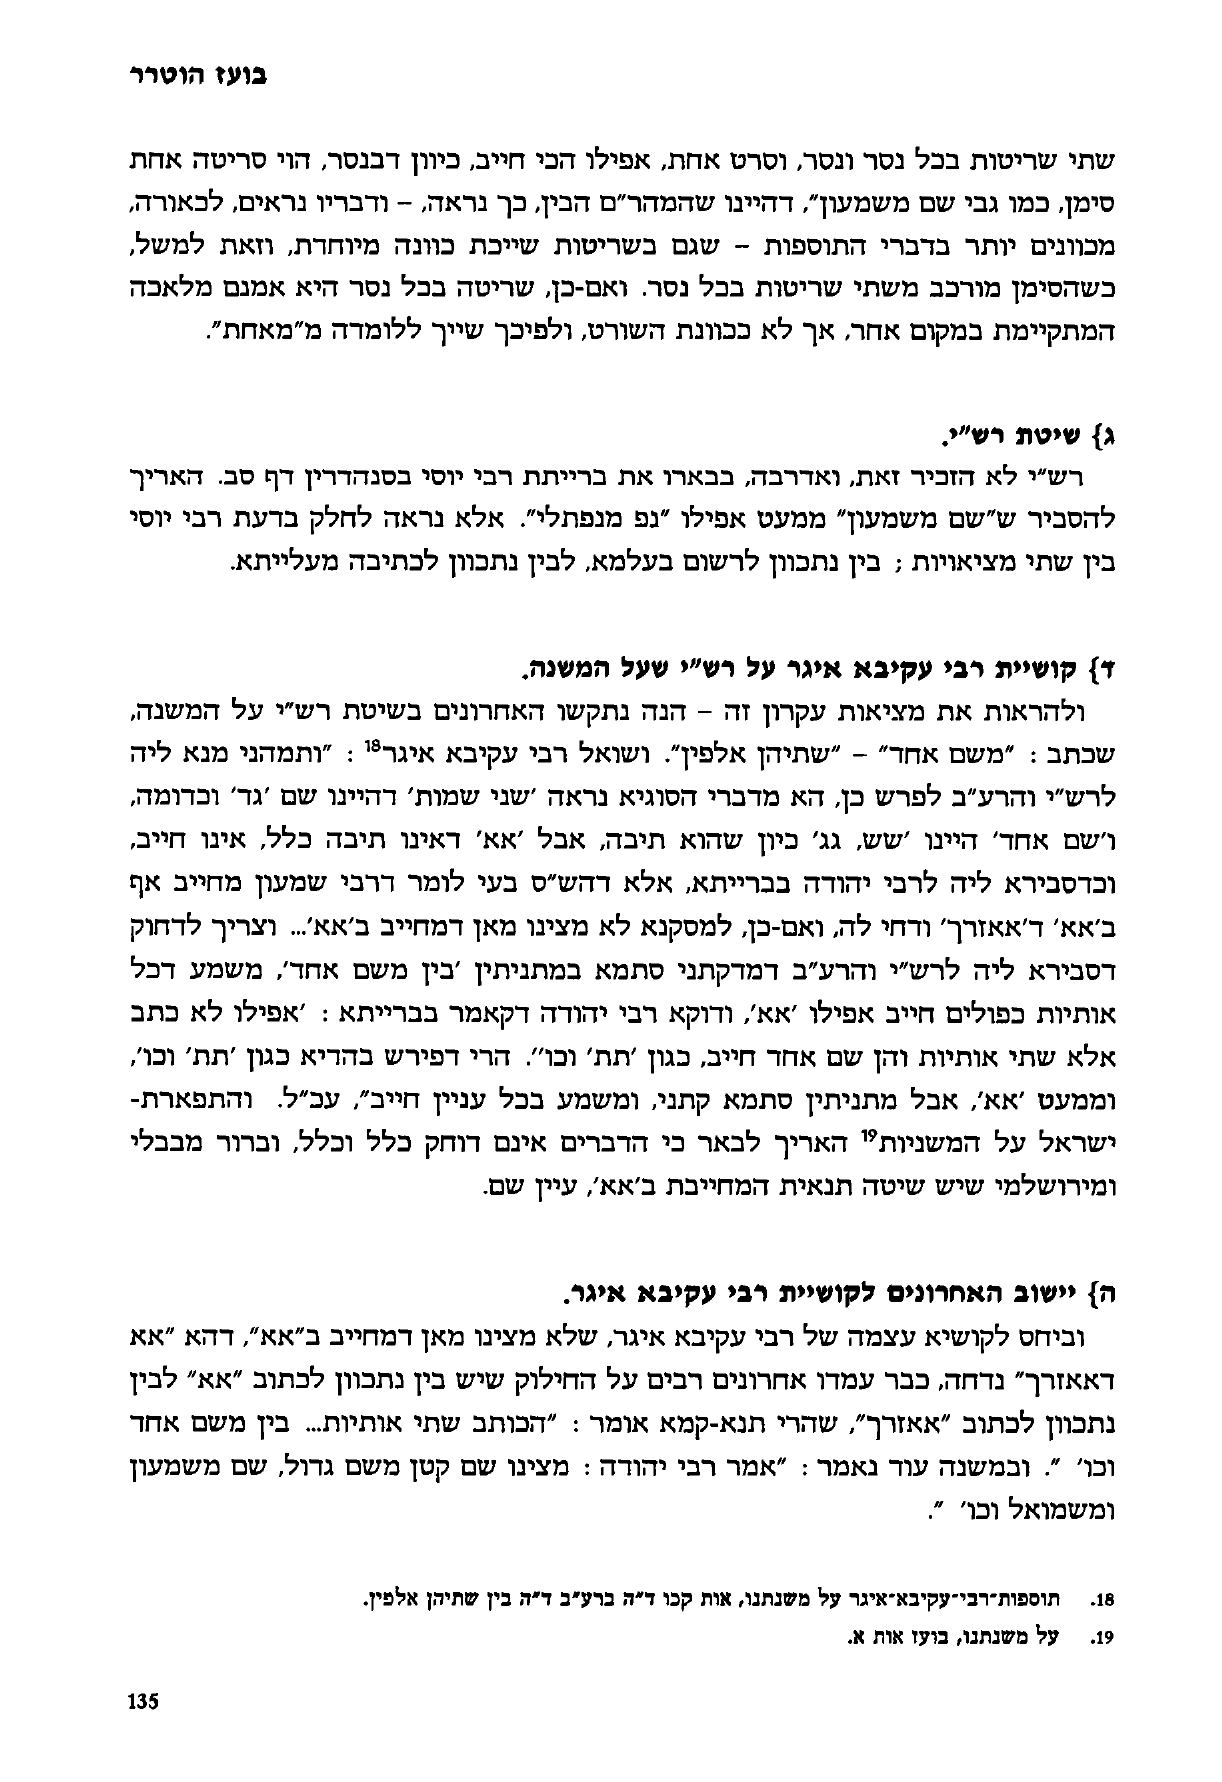 בועז הוטרר
שתי שריטות בכל נסר ונסר, וסרט אחת, אפילו הכי חייב, כיוון דבנסר, הוי סריטה אחת
סימן, כמו גבי שם משמעון", דהיינו שהמהר"ם הבין, כך נראה, – ודבריו נראים, לכאורה,
מכוונים יותר בדברי התוספות – שגם בשריטות שייכת כוונה מיוחדת, וזאת למשל,
כשהסימן מורכב משתי שריטות בכל נסר. ואם-כן, שריטה בכל נסר היא אמנם מלאכה
המתקיימת במקום אחר, אך לא ככוונת השורט, ולפיכך שייך ללומדה מ"מאחת".
ג} שיטת רש"י.
רש"י לא הזכיר זאת, ואדרבה, בבארו את ברייתת רבי יוסי בסנהדרין דף סב. האריך
להסביר ש"שם משמעון" ממעט אפילו "נפ מנפתלי". אלא נראה לחלק בדעת רבי יוסי
בין שתי מציאויות ; בין נתכוון לרשום בעלמא, לבין נתכוון לכתיבה מעלייתא.
ד} קושיית רבי עקיבא איגר על רש"י שעל המשנה.
ולהראות את מציאות עקרון זה – הנה נתקשו האחרונים בשיטת רש"י על המשנה,
שכתב : "משם אחד" – "שתיהן אלפין". ושואל רבי עקיבא איגר18 : "ותמהני מנא ליה
לרש"י והרע"ב לפרש כן, הא מדברי הסוגיא נראה 'שני שמות' דהיינו שם 'גד' וכדומה,
ו'שם אחד' היינו 'שש, גג' כיון שהוא תיבה, אבל 'אא' דאינו תיבה כלל, אינו חייב,
וכדסבירא ליה לרבי יהודה בברייתא, אלא דהש"ס בעי לומר דרבי שמעון מחייב אף
ב'אא' ד'אאזרך' ודחי לה, ואם-כן, למסקנא לא מצינו מאן דמחייב ב'אא'... וצריך לדחוק
דסבירא ליה לרש"י והרע"ב דמדקתני סתמא במתניתין 'בין משם אחד', משמע דכל
אותיות כפולים חייב אפילו 'אא', ודוקא רבי יהודה דקאמר בברייתא : 'אפילו לא כתב
אלא שתי אותיות והן שם אחד חייב, כגון 'תת' וכו''. הרי דפירש בהדיא כגון 'תת' וכו',
וממעט 'אא', אבל מתניתין סתמא קתני, ומשמע בכל עניין חייב", עכ"ל. והתפארת-
ישראל על המשניות19 האריך לבאר כי הדברים אינם דוחק כלל וכלל, וברור מבבלי
ומירושלמי שיש שיטה תנאית המחייבת ב'אא', עיין שם.
ה} יישוב האחרונים לקושיית רבי עקיבא איגר.
וביחס לקושיא עצמה של רבי עקיבא איגר, שלא מצינו מאן דמחייב ב"אא", דהא "אא
דאאזרך" נדחה, כבר עמדו אחרונים רבים על החילוק שיש בין נתכוון לכתוב "אא" לבין
נתכוון לכתוב "אאזרך", שהרי תנא-קמא אומר : "הכותב שתי אותיות... בין משם אחד
וכו' ". ובמשנה עוד נאמר : "אמר רבי יהודה : מצינו שם קטן משם גדול, שם משמעון
ומשמואל וכו' ".
18. תוספות-רבי-עקיבא-איגר על משנתנו, אות קכו ד"ה ברע"ב ד"ה בין שתיהן אלפין.
19. על משנתנו, בועז אות א.
135